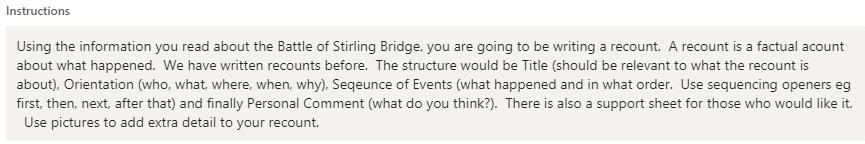 Instructions
Using the information you read about the Battle of Stirling Bridge, you are going to be writing a recount.  A recount is a factual acount
about what happened.  We have written recounts before.  The structure would be Title (should be relevant to what the recount is
about), Orientation (who, what, where, when, why), Seqeunce of Events (what happened and in what order.  Use sequencing openers eg
first, then, next, after that) and finally Personal Comment (what do you think?).  There is also a support sheet for those who would like it.
Use pictures to add extra detail to your recount.